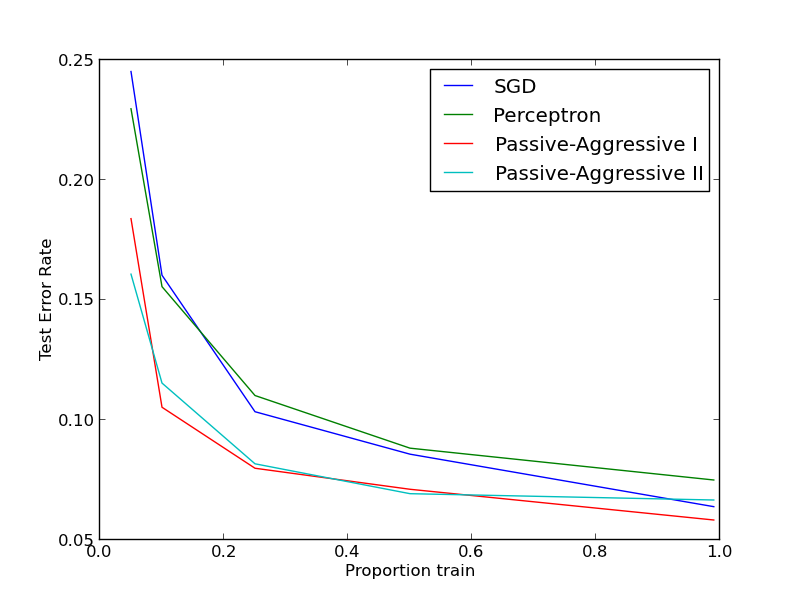 0.25
0.20
0.15
0.10
0.05
Test Error Rate
SGD
Perceptron
Passive-Aggressive I
Passive-Aggressive II
0.0 0.2 0.4 0.6 0.8 1.0
Proportion train